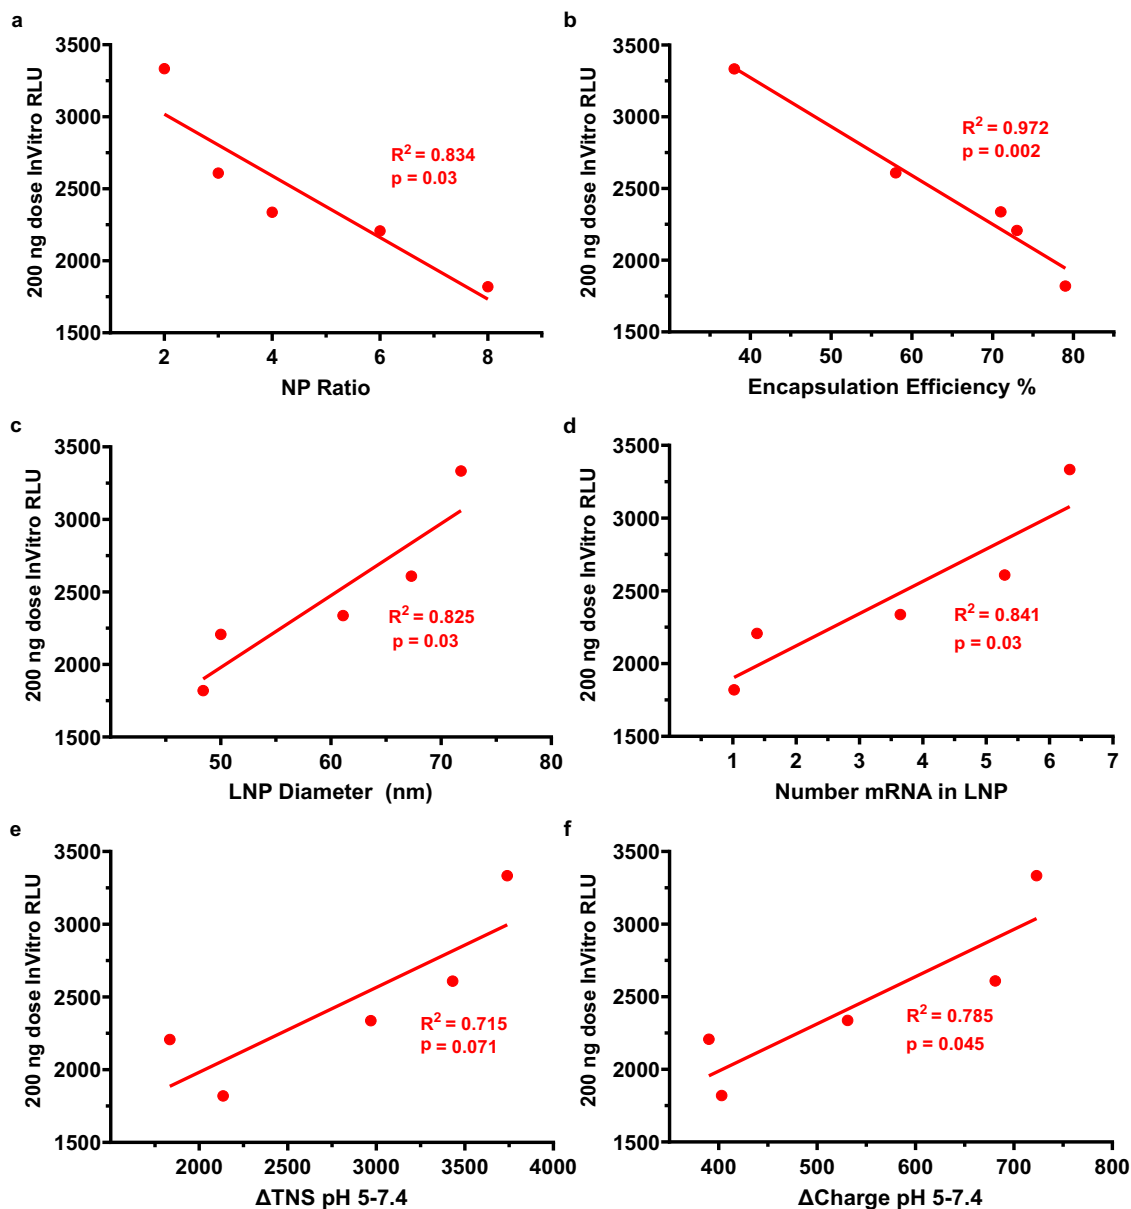 a
200 ng dose InVitro RLU
3500
3000
2500
2000
1500
R² = 0.834
p = 0.03
2 4 6 8
NP Ratio
b
200 ng dose InVitro RLU
3500
3000
2500
2000
1500
R² = 0.972
p = 0.002
40 50 60 70 80
Encapsulation Efficiency %
c
200 ng dose InVitro RLU
3500
3000
2500
2000
1500
R² = 0.825
p = 0.03
50 60 70 80
LNP Diameter (nm)
d
200 ng dose InVitro RLU
3500
3000
2500
2000
1500
R² = 0.841
p = 0.03
1 2 3 4 5 6 7
Number mRNA in LNP
e
200 ng dose InVitro RLU
3500
3000
2500
2000
1500
R² = 0.715
p = 0.071
2000 2500 3000 3500 4000
ΔTNS pH 5-7.4
f
200 ng dose InVitro RLU
3500
3000
2500
2000
1500
R² = 0.785
p = 0.045
400 500 600 700 800
ΔCharge pH 5-7.4